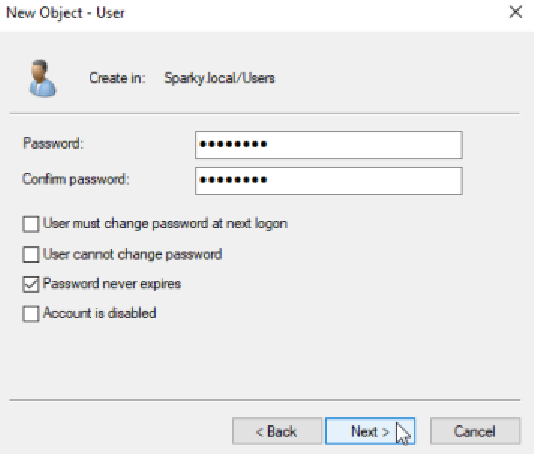 New Object - User
Create in: Sparky.local/Users
Password: ••••••••
Confirm password: ••••••••
User must change password at next logon
User cannot change password
Password never expires
Account is disabled
< Back Next > Cancel